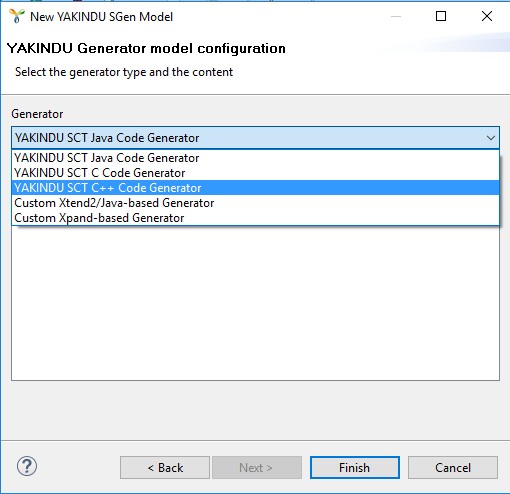 New YAKINDU SGen Model
YAKINDU Generator model configuration
Select the generator type and the content
Generator
YAKINDU SCT Java Code Generator
YAKINDU SCT Java Code Generator
YAKINDU SCT C Code Generator
YAKINDU SCT C++ Code Generator
Custom Xtend2/Java-based Generator
Custom Xpand-based Generator
? < Back Next > Finish Cancel